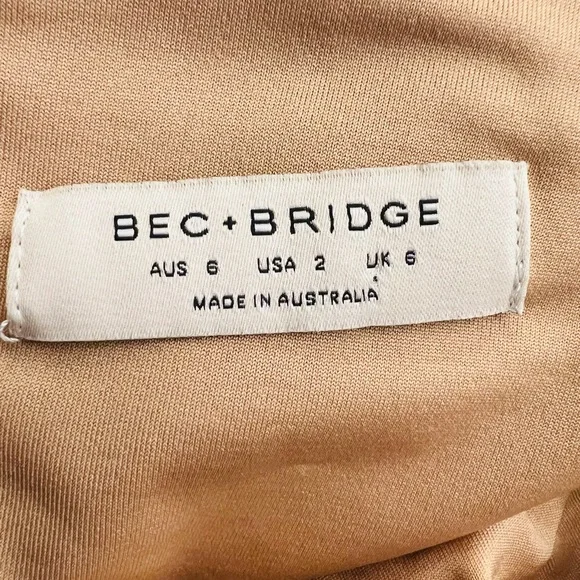 BEC+BRIDGE
AUS 6 USA 2 UK 6
MADE IN AUSTRALIA